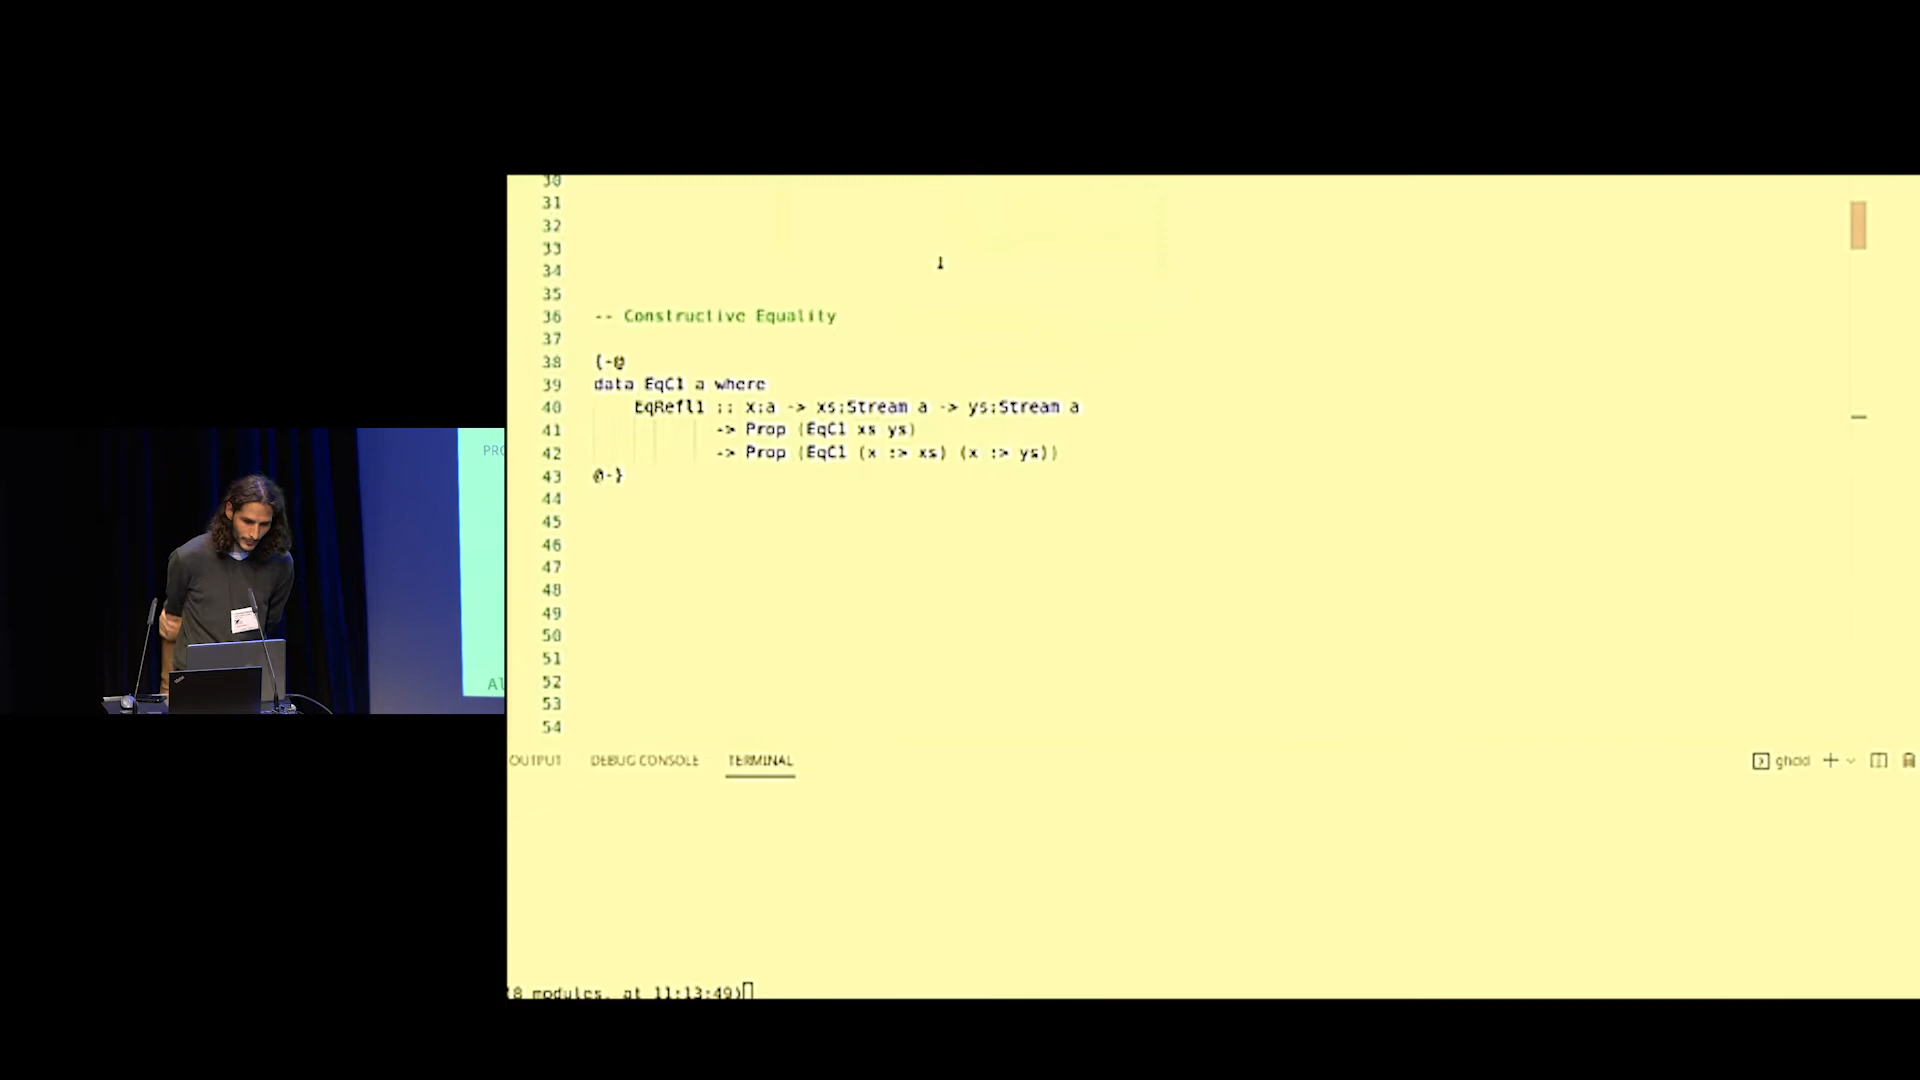 30
31
32
33
34
35
36 -- Constructive Equality
37
38 {-@
39 data EqC1 a where
40 EqRefl1 :: x:a -> xs:Stream a -> ys:Stream a
41 -> Prop (EqC1 xs ys)
42 -> Prop (EqC1 (x :> xs) (x :> ys))
43 @-}
44
45
46
47
48
49
50
51
52
53
54
OUTPUT DEBUG CONSOLE TERMINAL ghcid
8 modules, at 11:13:49)
PRO
Al